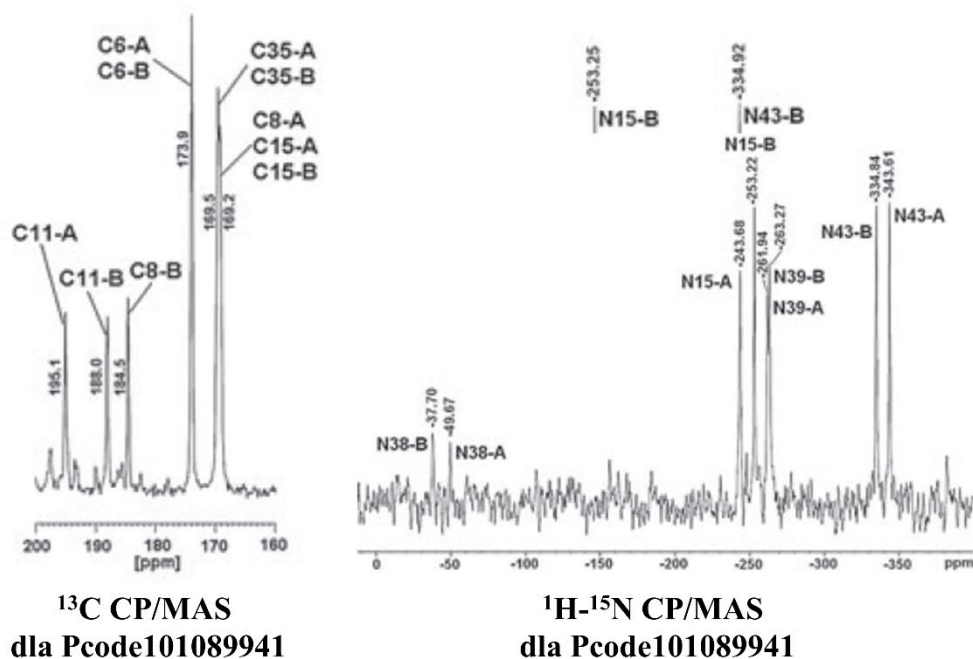 C6-A
C6-B
C35-A
C35-B
C8-A
C15-A
C15-B
C11-A
C11-B
C8-B
195.1
188.0
184.5
173.9
169.5
169.2
200 190 180 170 160
[ppm]
13C CP/MAS
dla Pcode101089941
-253.25
N15-B
-334.92
N43-B
N15-B
-253.22
-243.68
N15-A
-261.94
-263.27
N39-B
N39-A
-334.84
-343.61
N43-B
N43-A
-37.70
-49.67
N38-B
N38-A
0 -50 -100 -150 -200 -250 -300 -350 ppm
1H-15N CP/MAS
dla Pcode101089941